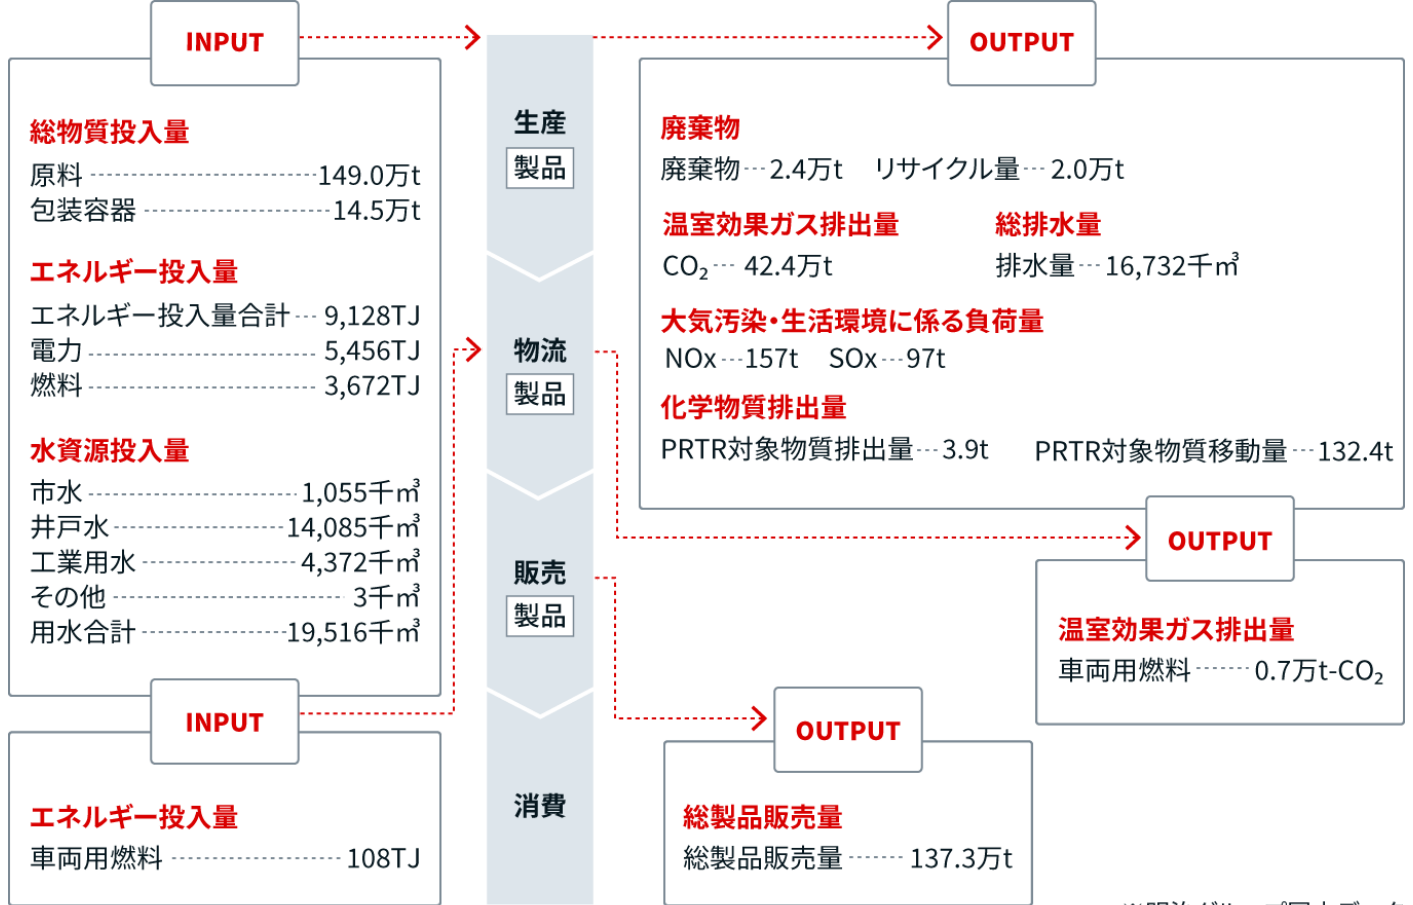 INPUT
総物質投入量
原料 149.0万t
包装容器 14.5万t
エネルギー投入量
エネルギー投入量合計 9,128TJ
電力 5,456TJ
燃料 3,672TJ
水資源投入量
市水 1,055千㎥
井戸水 14,085千㎥
工業用水 4,372千㎥
その他 3千㎥
用水合計 19,516千㎥
INPUT
エネルギー投入量
車両用燃料 108TJ
生産
製品
物流
製品
販売
製品
消費
OUTPUT
廃棄物
廃棄物 2.4万t リサイクル量 2.0万t
温室効果ガス排出量 総排水量
CO₂ 42.4万t 排水量 16,732千㎥
大気汚染・生活環境に係る負荷量
NOx 157t SOx 97t
化学物質排出量
PRTR対象物質排出量 3.9t PRTR対象物質移動量 132.4t
OUTPUT
温室効果ガス排出量
車両用燃料 0.7万t-CO₂
OUTPUT
総製品販売量
総製品販売量 137.3万t